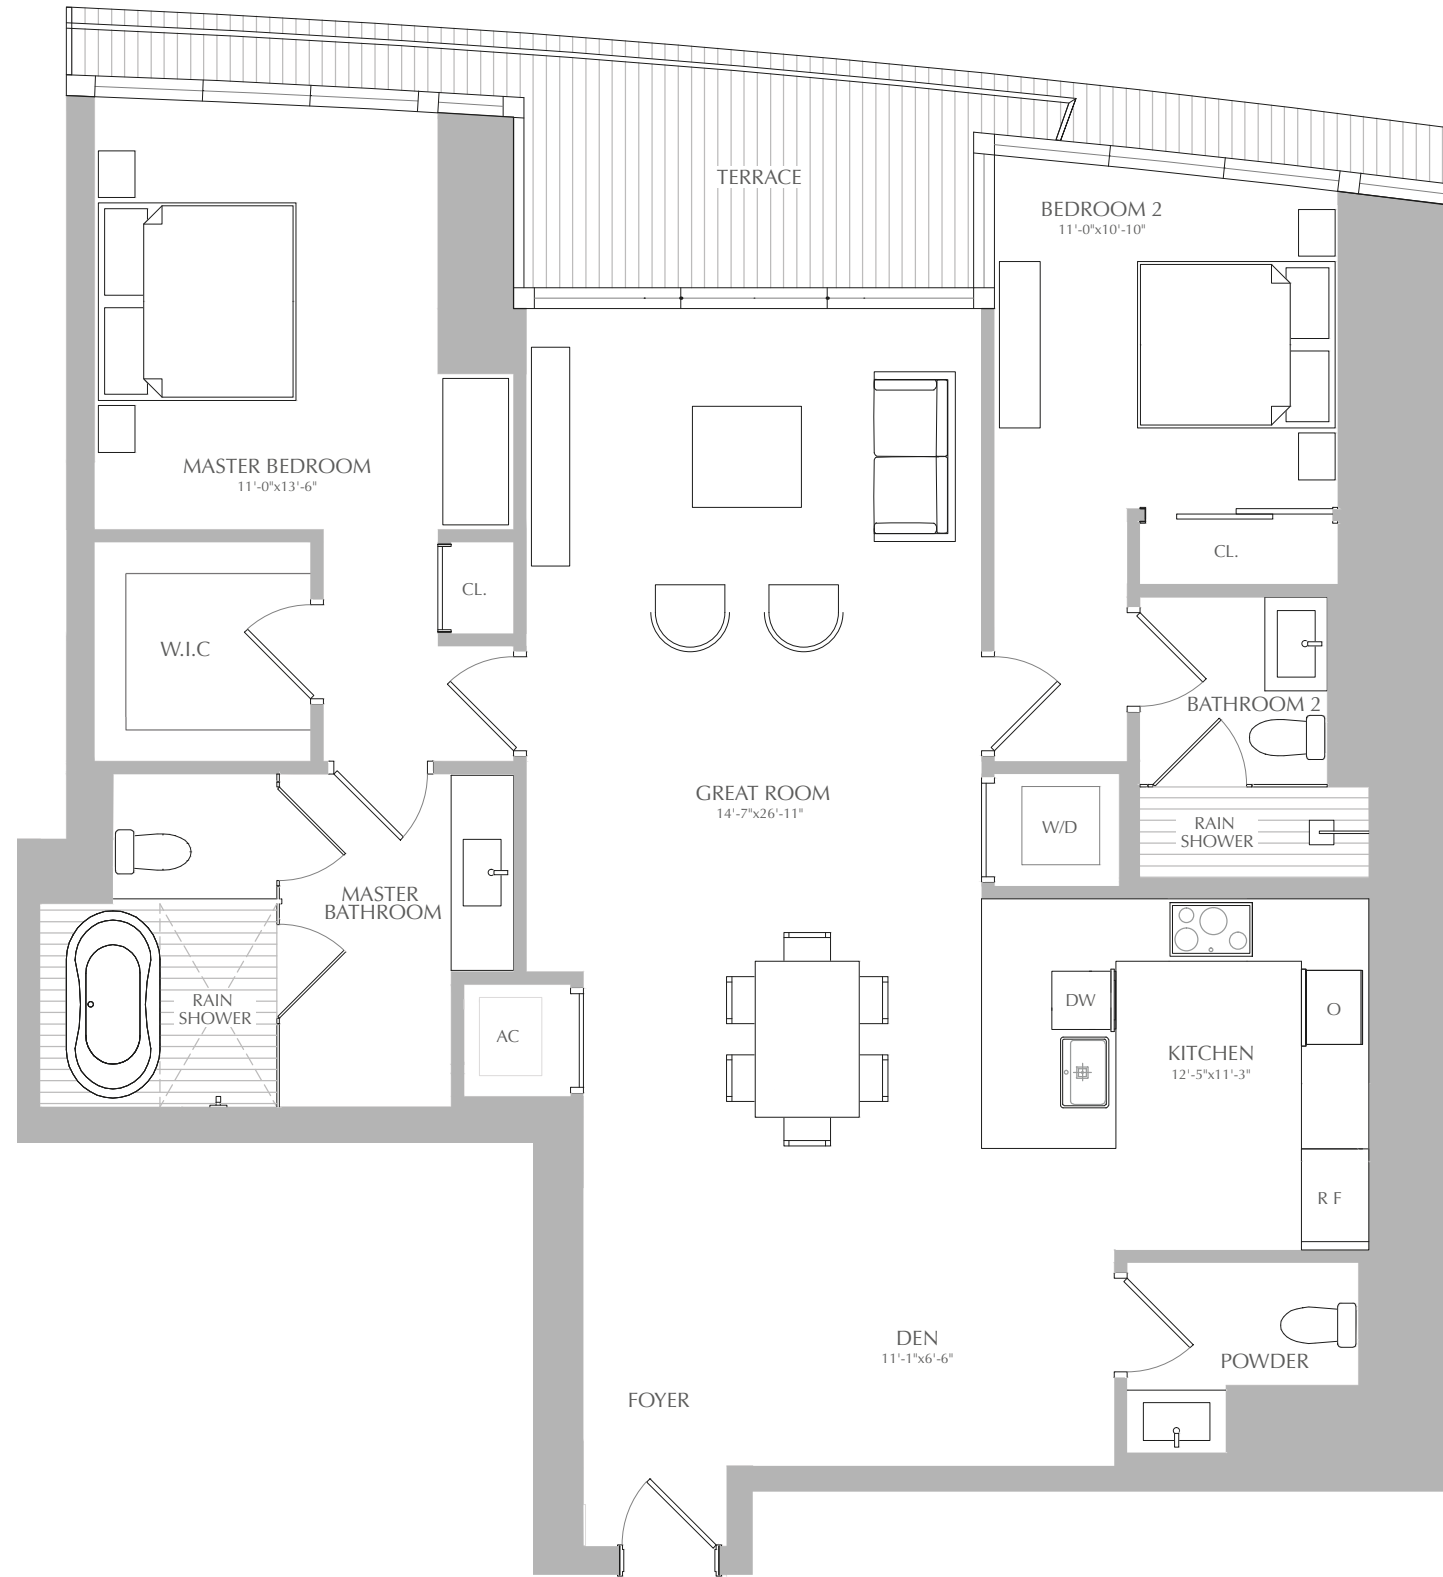 TERRACE
BEDROOM 2
11'-0"x10'-10"
MASTER BEDROOM
11'-0"x13'-6"
CL.
CL.
W.I.C
BATHROOM 2
GREAT ROOM
14'-7"x26'-11"
W/D
RAIN
SHOWER
MASTER
BATHROOM
RAIN
SHOWER
AC
DW
O
KITCHEN
12'-5"x11'-3"
R F
DEN
11'-1"x6'-6"
POWDER
FOYER